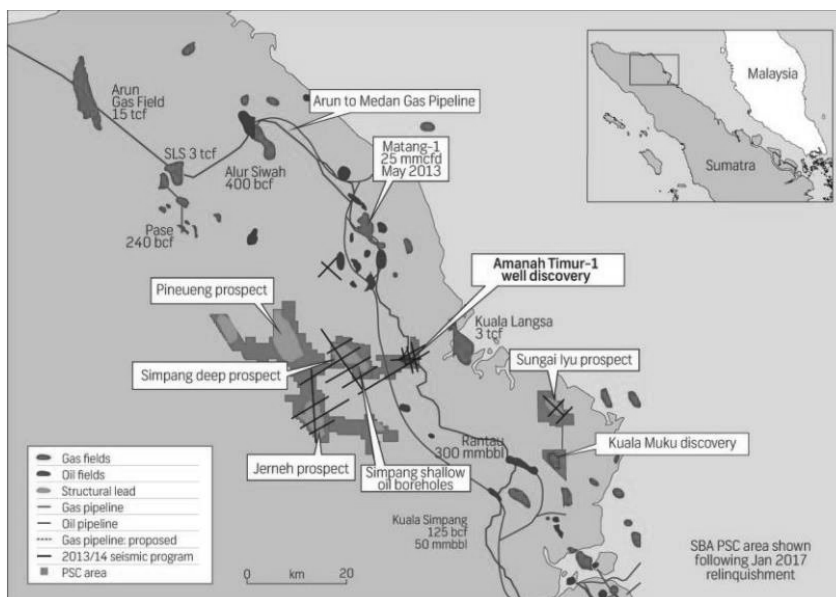 Arun
Gas Field
15 tcf
SLS 3 tcf
Pase
240 bcf
Alur Siwah
400 bcf
Arun to Medan Gas Pipeline
Matang-1
25 mmcfd
May 2013
Malaysia
Sumatra
Amanah Timur-1
well discovery
Pineueng prospect
Kuala Langsa
3 tcf
Sungai Iyu prospect
Simpang deep prospect
Kuala Muku discovery
Rantau
300 mmbbl
Jerneh prospect
Simpang shallow
oil boreholes
Kuala Simpang
125 bcf
50 mmbbl
Gas fields
Oil fields
Structural lead
Gas pipeline
Oil pipeline
Gas pipeline: proposed
2013/14 seismic program
PSC area
0 km 20
SBA PSC area shown
following Jan 2017
relinquishment